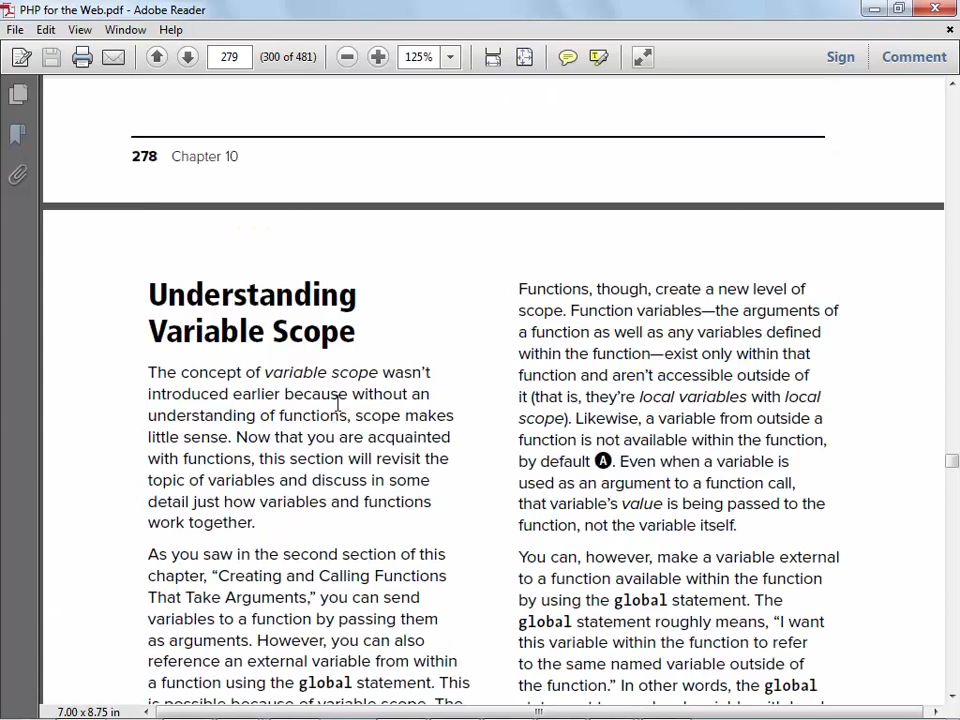 PHP for the Web.pdf - Adobe Reader
File Edit View Window Help
279 (300 of 481) 125% Sign Comment
278 Chapter 10
Understanding
Variable Scope
The concept of variable scope wasn't
introduced earlier because without an
understanding of functions, scope makes
little sense. Now that you are acquainted
with functions, this section will revisit the
topic of variables and discuss in some
detail just how variables and functions
work together.
As you saw in the second section of this
chapter, “Creating and Calling Functions
That Take Arguments,” you can send
variables to a function by passing them
as arguments. However, you can also
reference an external variable from within
a function using the global statement. This
is possible because of variable scope. The
Functions, though, create a new level of
scope. Function variables—the arguments of
a function as well as any variables defined
within the function—exist only within that
function and aren't accessible outside of
it (that is, they're local variables with local
scope). Likewise, a variable from outside a
function is not available within the function,
by default A. Even when a variable is
used as an argument to a function call,
that variable's value is being passed to the
function, not the variable itself.
You can, however, make a variable external
to a function available within the function
by using the global statement. The
global statement roughly means, “I want
this variable within the function to refer
to the same named variable outside of
the function.” In other words, the global
7.00 x 8.75 in